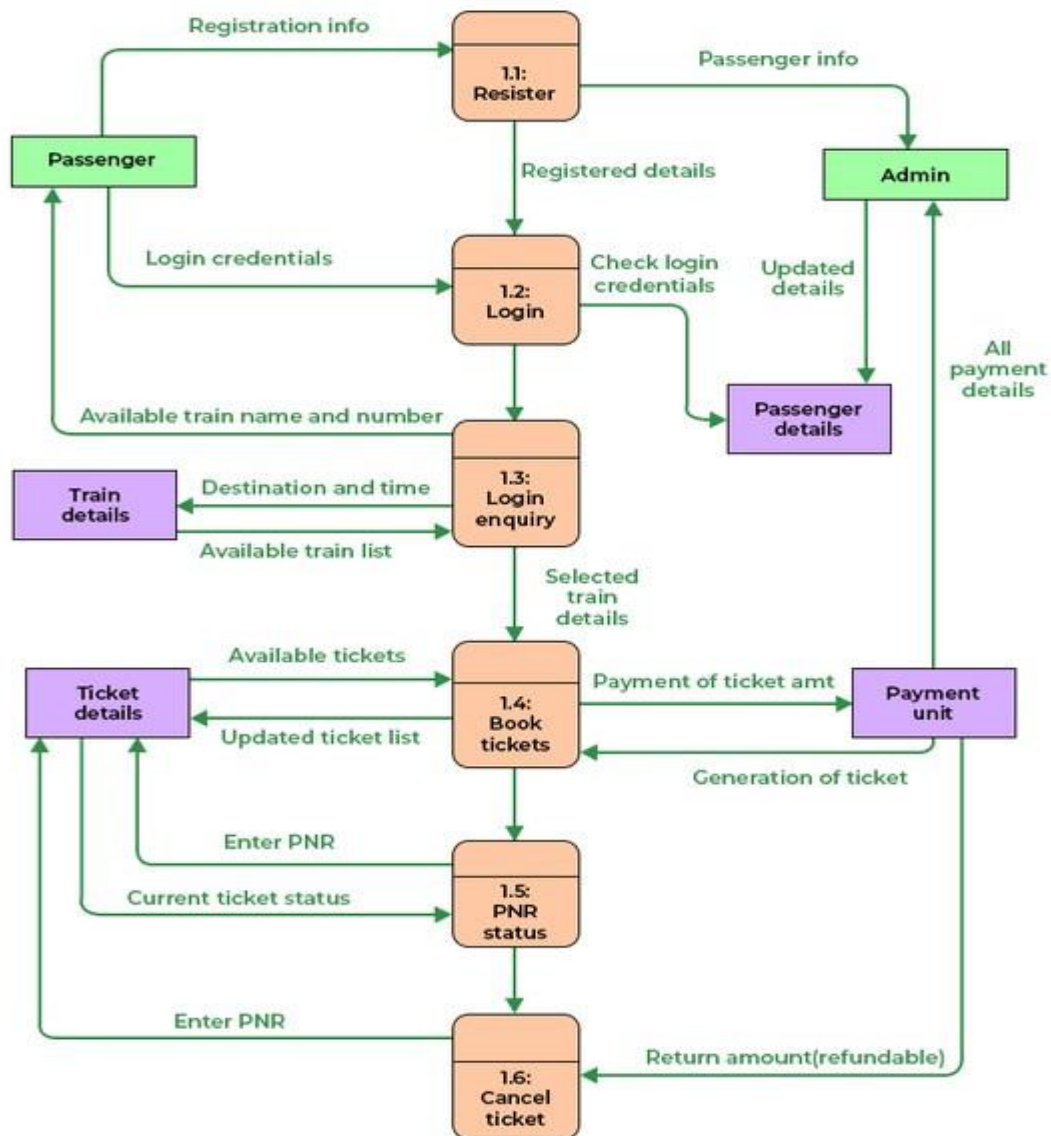 Registration info
1.1:
Resister
Passenger info
Passenger
Admin
Registered details
Login credentials
1.2:
Login
Check login
credentials
Updated
details
All
payment
details
Passenger
details
Available train name and number
1.3:
Login
enquiry
Train
details
Destination and time
Available train list
Selected
train
details
Available tickets
Ticket
details
1.4:
Book
tickets
Payment of ticket amt
Payment
unit
Updated ticket list
Generation of ticket
Enter PNR
Current ticket status
1.5:
PNR
status
Enter PNR
Return amount(refundable)
1.6:
Cancel
ticket